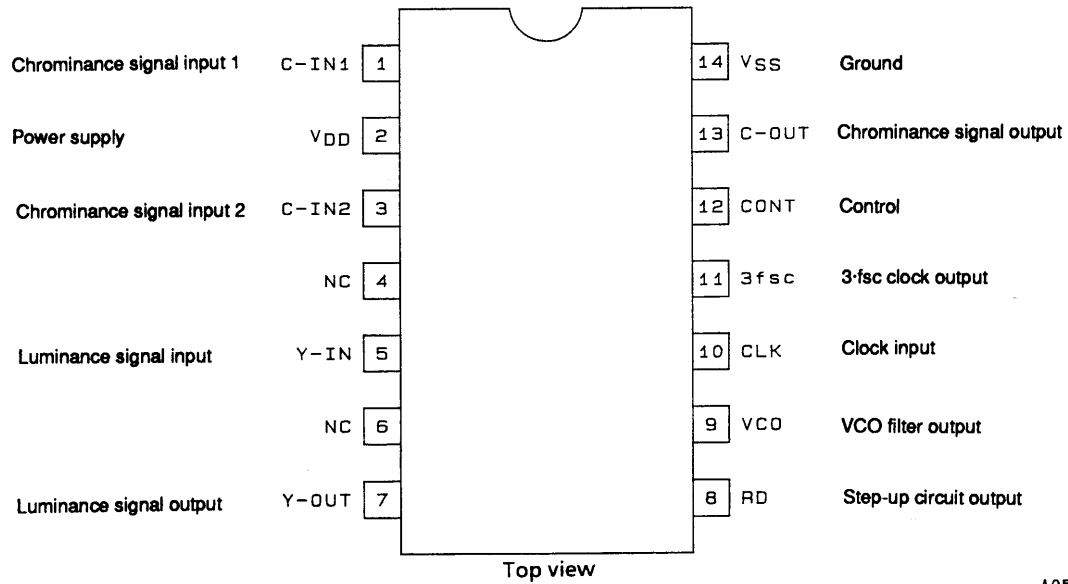 Chrominance signal input 1 C-IN1 1 14 VSS Ground
Power supply VDD 2 13 C-OUT Chrominance signal output
Chrominance signal input 2 C-IN2 3 12 CONT Control
NC 4 11 3fsc 3·fsc clock output
Luminance signal input Y-IN 5 10 CLK Clock input
NC 6 9 VCO VCO filter output
Luminance signal output Y-OUT 7 8 RD Step-up circuit output
Top view